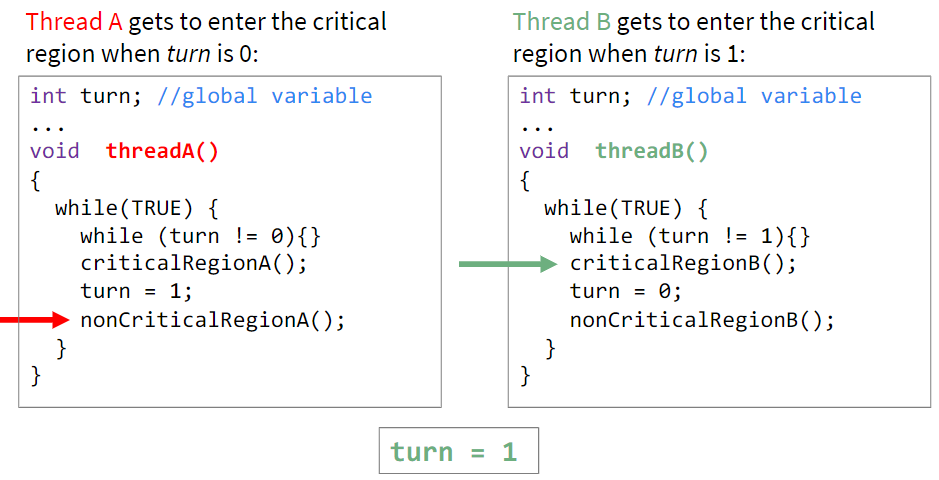 Thread A gets to enter the critical
region when turn is 0:
int turn; //global variable
...
void  threadA()
{
  while(TRUE) {
    while (turn != 0){}
    criticalRegionA();
    turn = 1;
    nonCriticalRegionA();
  }
}
Thread B gets to enter the critical
region when turn is 1:
int turn; //global variable
...
void  threadB()
{
  while(TRUE) {
    while (turn != 1){}
    criticalRegionB();
    turn = 0;
    nonCriticalRegionB();
  }
}
turn = 1